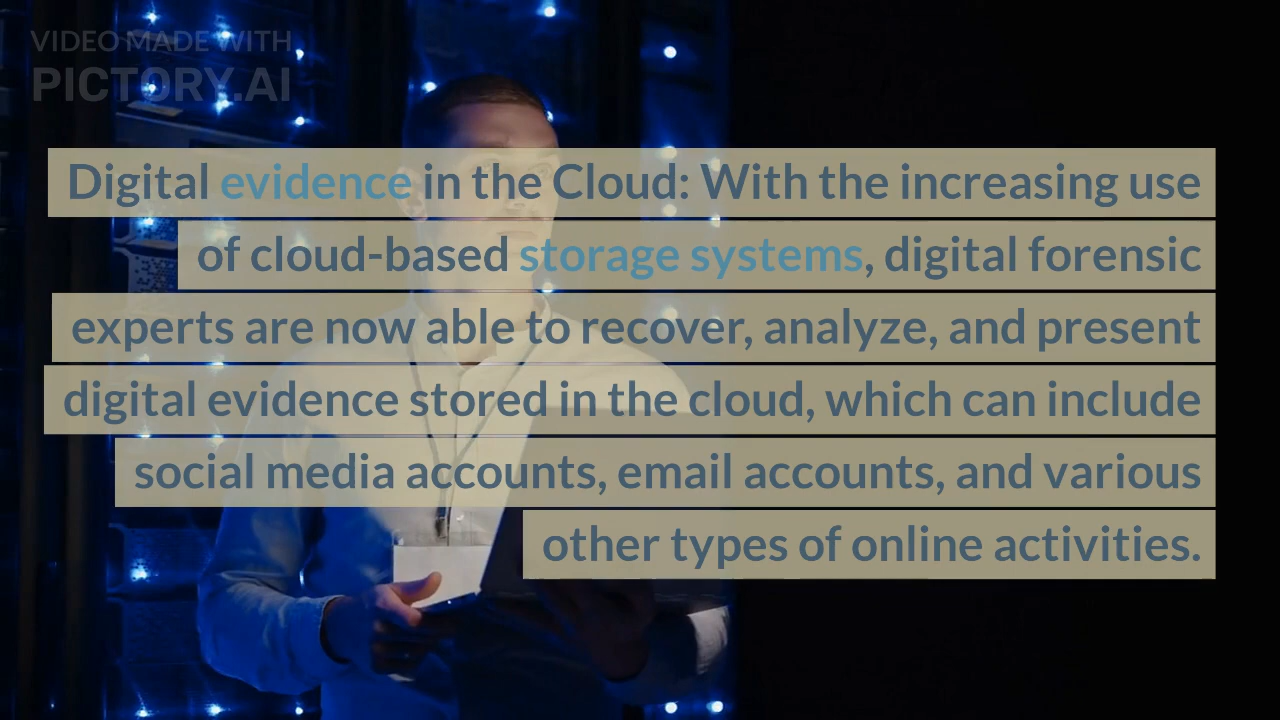 VIDEO MADE WITH
PICTORY.AI
Digital evidence in the Cloud: With the increasing use
of cloud-based storage systems, digital forensic
experts are now able to recover, analyze, and present
digital evidence stored in the cloud, which can include
social media accounts, email accounts, and various
other types of online activities.